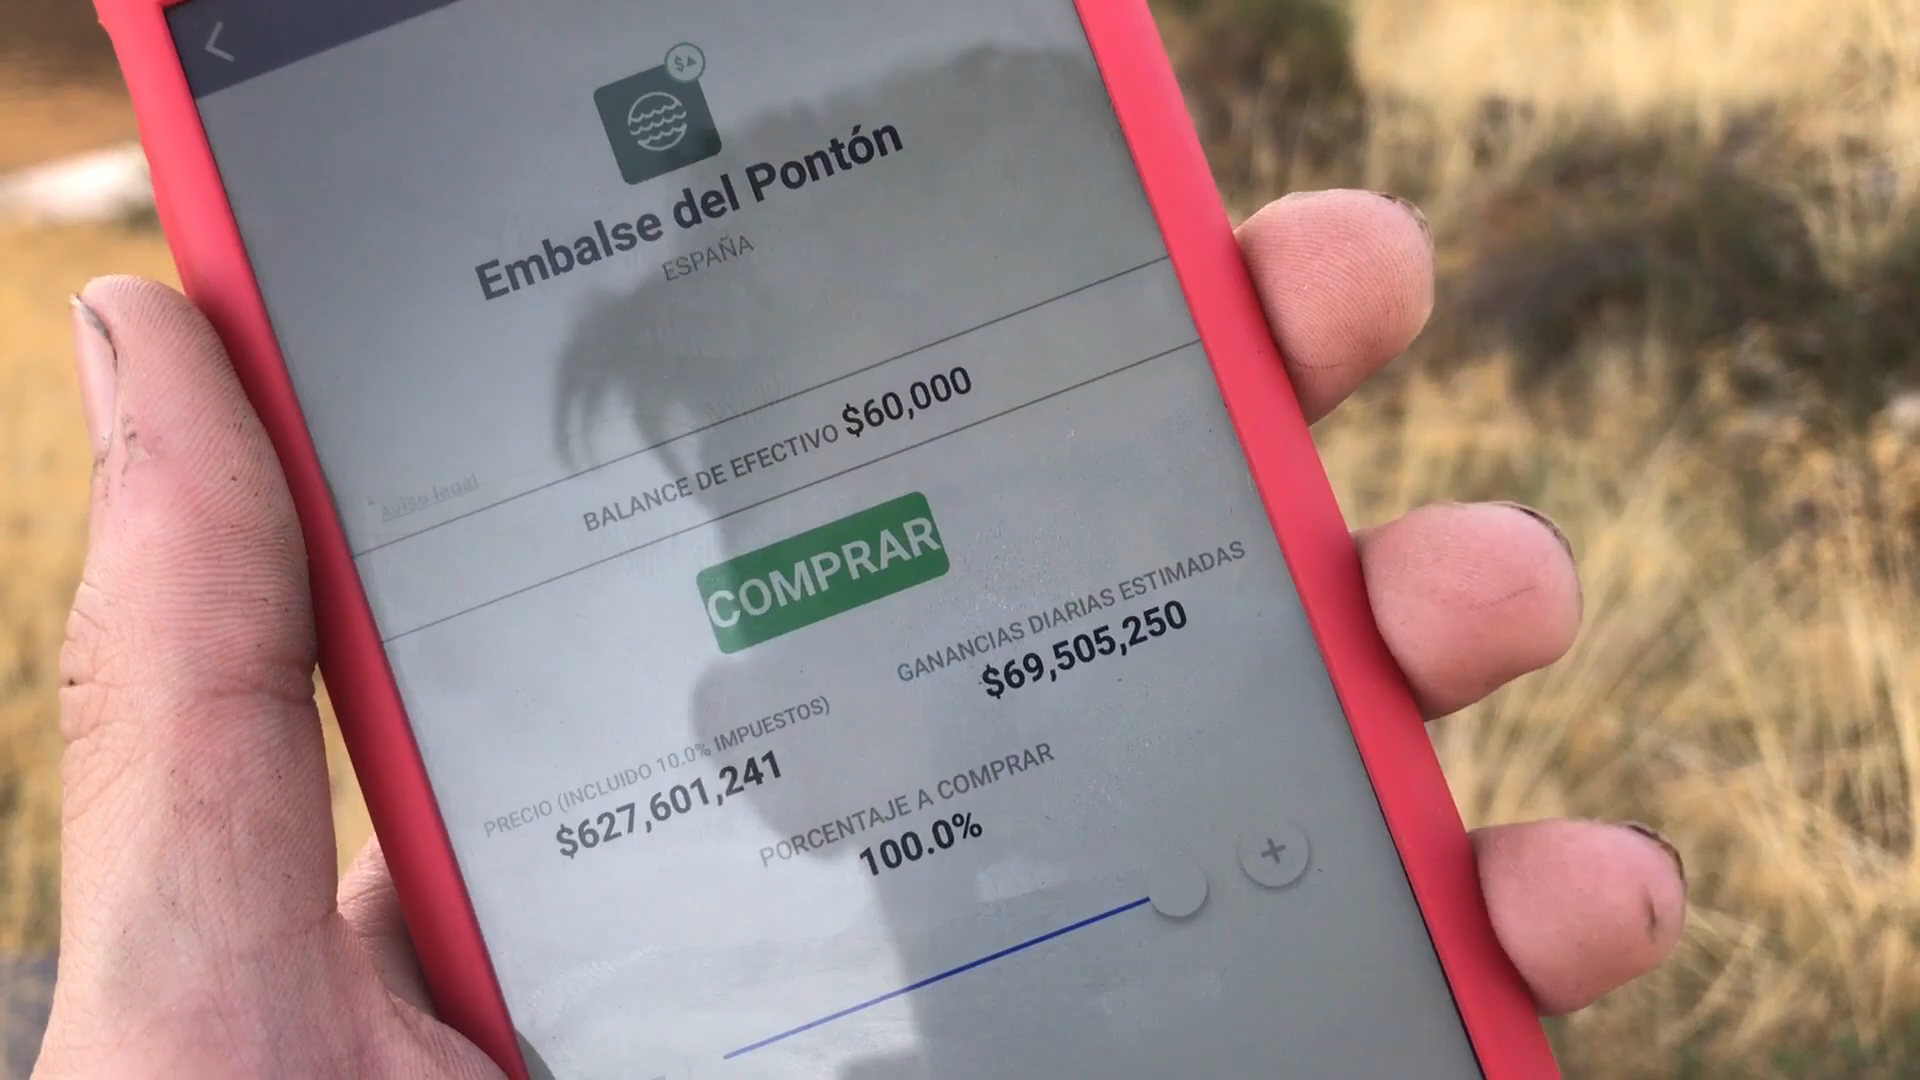 Embalse del Pontón
ESPAÑA
* Aviso legal
BALANCE DE EFECTIVO $60,000
COMPRAR
GANANCIAS DIARIAS ESTIMADAS
$69,505,250
PRECIO (INCLUIDO 10.0% IMPUESTOS)
$627,601,241
PORCENTAJE A COMPRAR
100.0%
+